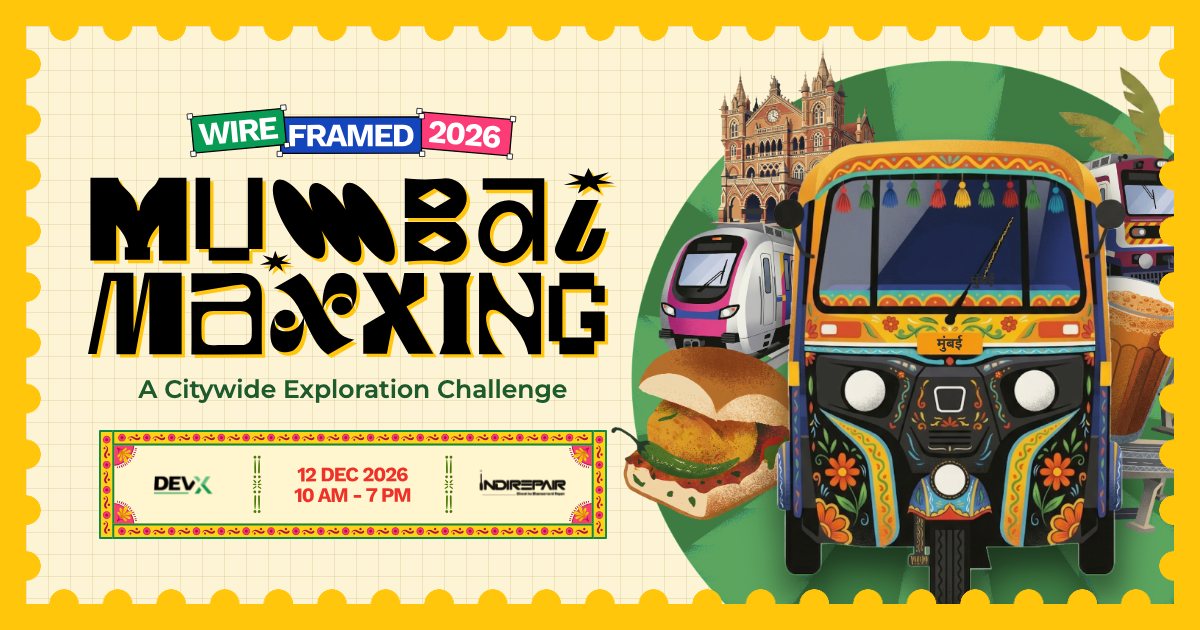 WIRE FRAMED 2026
MUMBai
MaxXING
A Citywide Exploration Challenge
DEVX
12 DEC 2026
10 AM – 7 PM
iNDIREPAIR
मुंबई